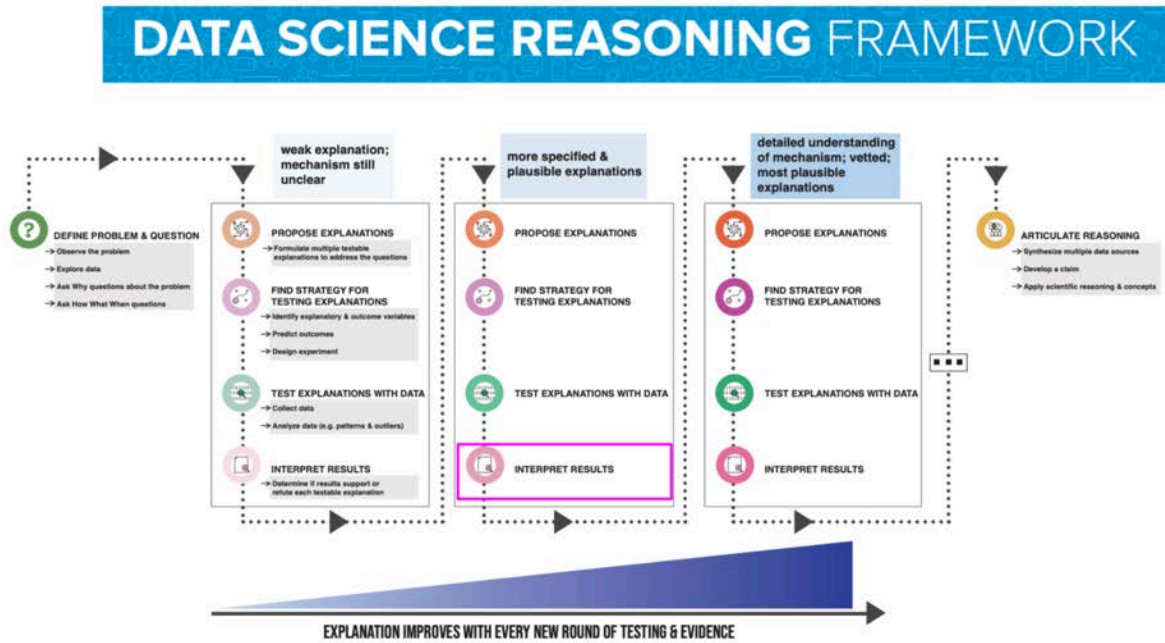 DATA SCIENCE REASONING FRAMEWORK
?
DEFINE PROBLEM & QUESTION
Observe the problem
Explore data
Ask Why questions about the problem
Ask How What When questions
weak explanation;
mechanism still
unclear
PROPOSE EXPLANATIONS
Formulate multiple testable
explanations to address the questions
FIND STRATEGY FOR
TESTING EXPLANATIONS
Identify explanatory & outcome variables
Predict outcomes
Design experiment
TEST EXPLANATIONS WITH DATA
Collect data
Analyze data (e.g. patterns & outliers)
INTERPRET RESULTS
Determine if results support or
refute each testable explanation
more specified &
plausible explanations
PROPOSE EXPLANATIONS
FIND STRATEGY FOR
TESTING EXPLANATIONS
TEST EXPLANATIONS WITH DATA
INTERPRET RESULTS
detailed understanding
of mechanism; vetted;
most plausible
explanations
PROPOSE EXPLANATIONS
FIND STRATEGY FOR
TESTING EXPLANATIONS
TEST EXPLANATIONS WITH DATA
INTERPRET RESULTS
ARTICULATE REASONING
Synthesize multiple data sources
Develop a claim
Apply scientific reasoning & concepts
EXPLANATION IMPROVES WITH EVERY NEW ROUND OF TESTING & EVIDENCE